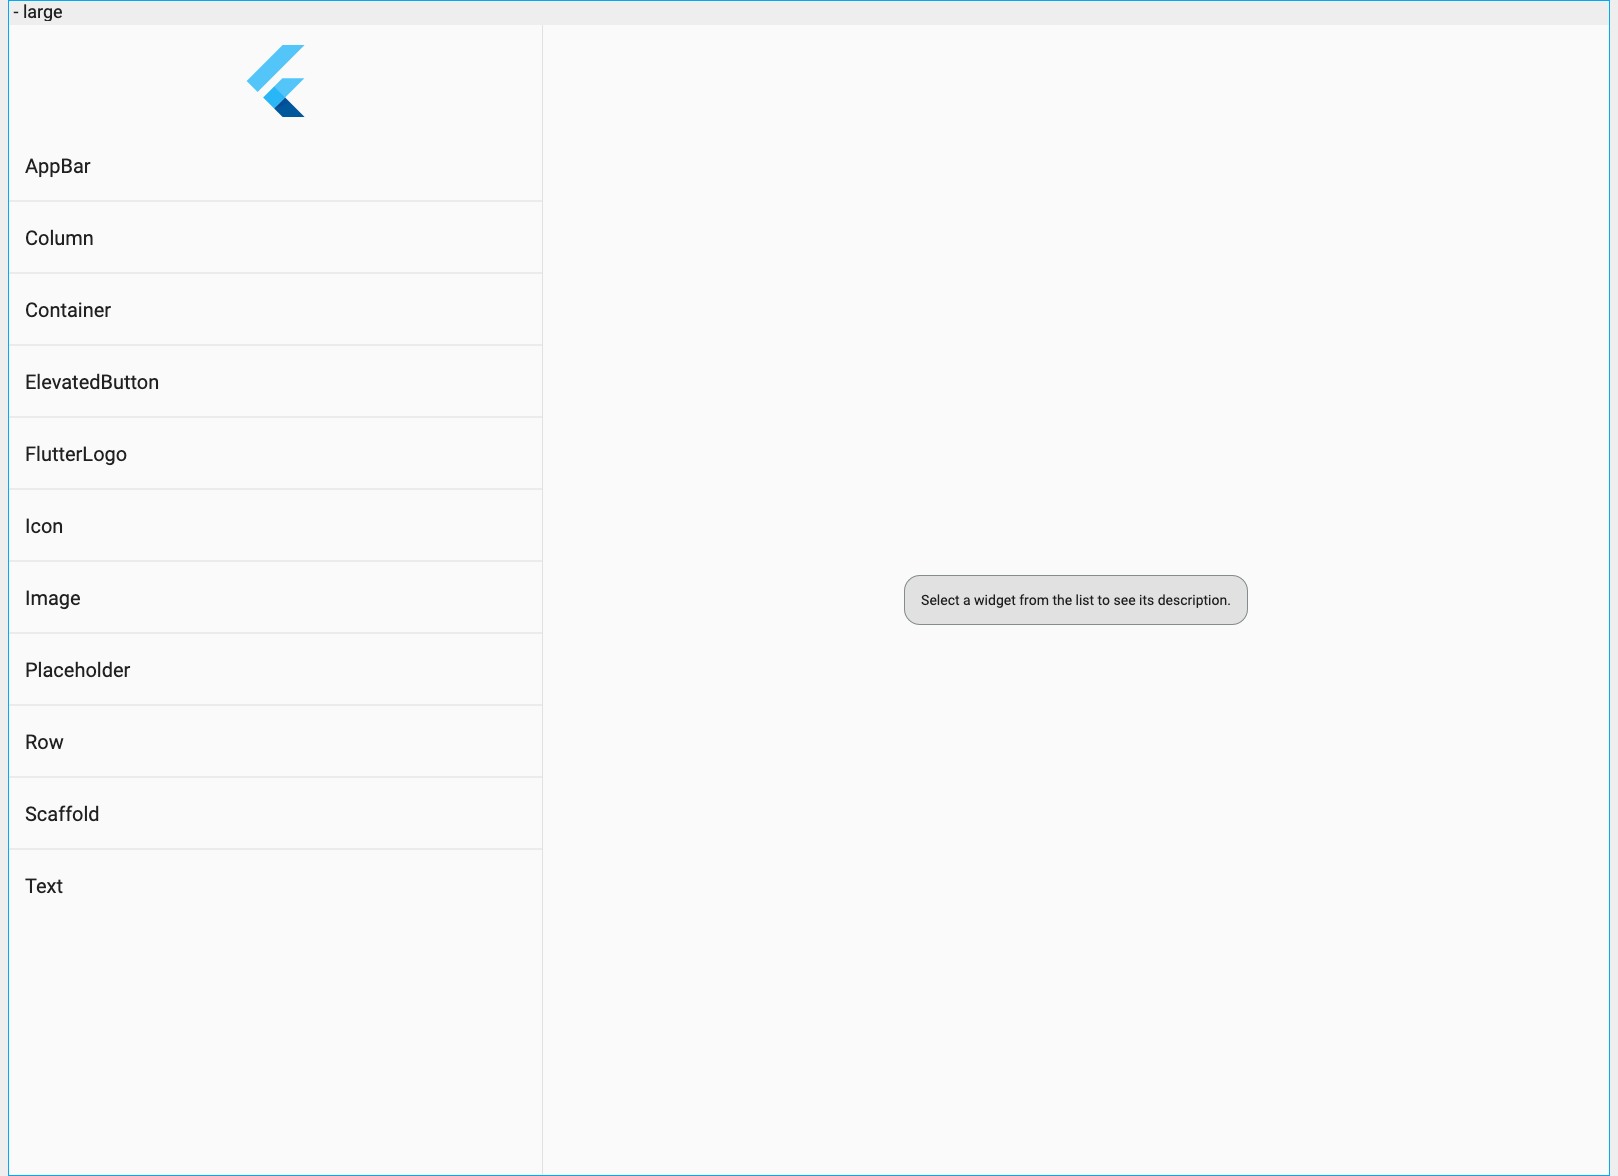 - large
AppBar
Column
Container
ElevatedButton
FlutterLogo
Icon
Image
Placeholder
Row
Scaffold
Text
Select a widget from the list to see its description.